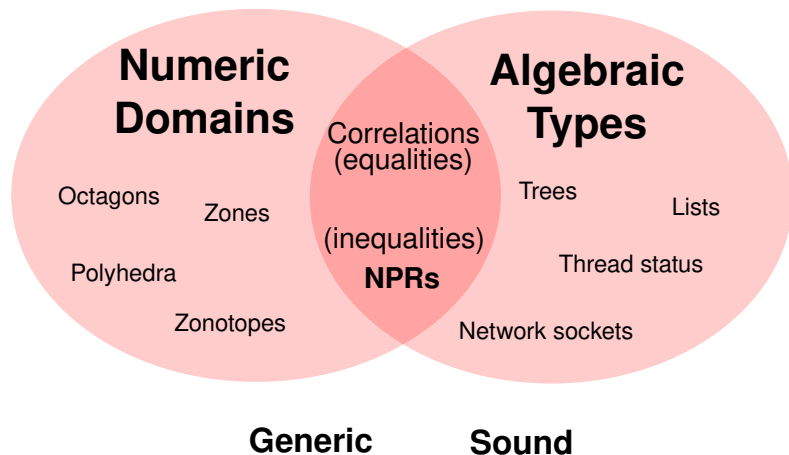 Numeric
Domains
Octagons
Zones
Polyhedra
Zonotopes
Correlations
(equalities)
(inequalities)
NPRs
Algebraic
Types
Trees
Lists
Thread status
Network sockets
Generic
Sound